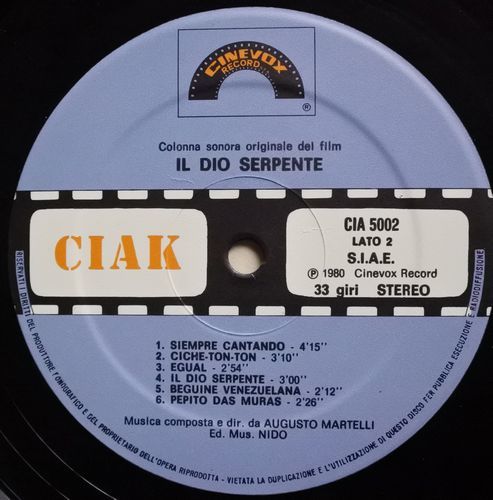 CINEVOX
RECORD
®
Colonna sonora originale del film
IL DIO SERPENTE
CIAK
CIA 5002
LATO 2
S.I.A.E.
℗ 1980 Cinevox Record
33 giri STEREO
1. SIEMPRE CANTANDO - 4'15''
2. CICHE-TON-TON - 3'10''
3. EGUAL - 2'54''
4. IL DIO SERPENTE - 3'00''
5. BEGUINE VENEZUELANA - 2'12''
6. PEPITO DAS MURAS - 2'26''
Musica composta e dir. da AUGUSTO MARTELLI
Ed. Mus. NIDO
RISERVATI I DIRITTI DEL PRODUTTORE FONOGRAFICO E DEL PROPRIETARIO DELL'OPERA RIPRODOTTA - VIETATA LA DUPLICAZIONE E L'UTILIZZAZIONE DI QUESTO DISCO PER PUBBLICA ESECUZIONE E RADIODIFFUSIONE